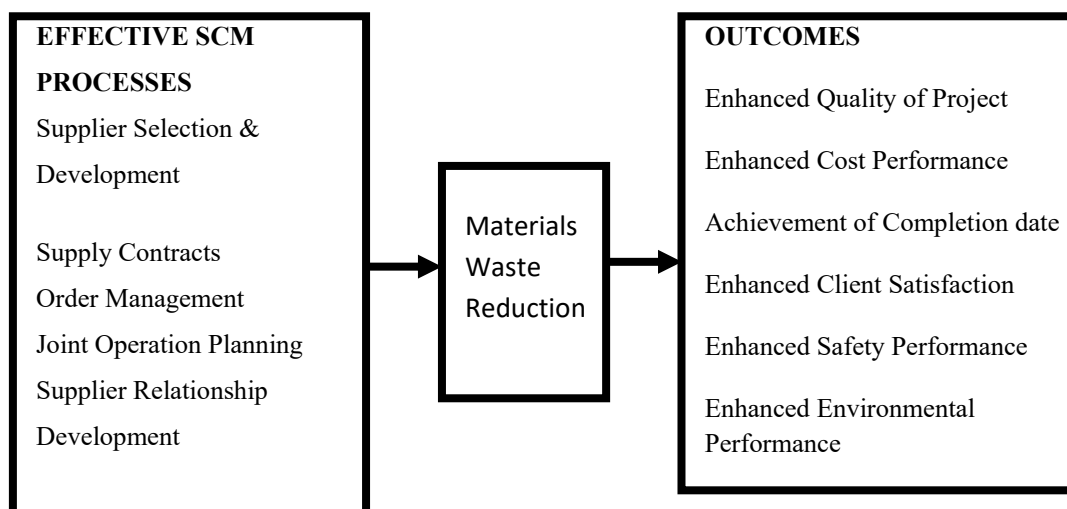 EFFECTIVE SCM
PROCESSES
Supplier Selection &
Development
Supply Contracts
Order Management
Joint Operation Planning
Supplier Relationship
Development
Materials
Waste
Reduction
OUTCOMES
Enhanced Quality of Project
Enhanced Cost Performance
Achievement of Completion date
Enhanced Client Satisfaction
Enhanced Safety Performance
Enhanced Environmental
Performance